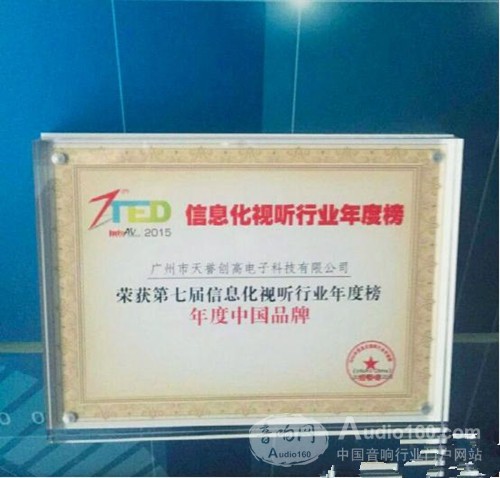 7TED 信息化视听行业年度榜
InfoAV 2015
广州市天誉创高电子科技有限公司
荣获第七届信息化视听行业年度榜
年度中国品牌
音响网 Audio160.com
Audio160 中国音响行业门户网站